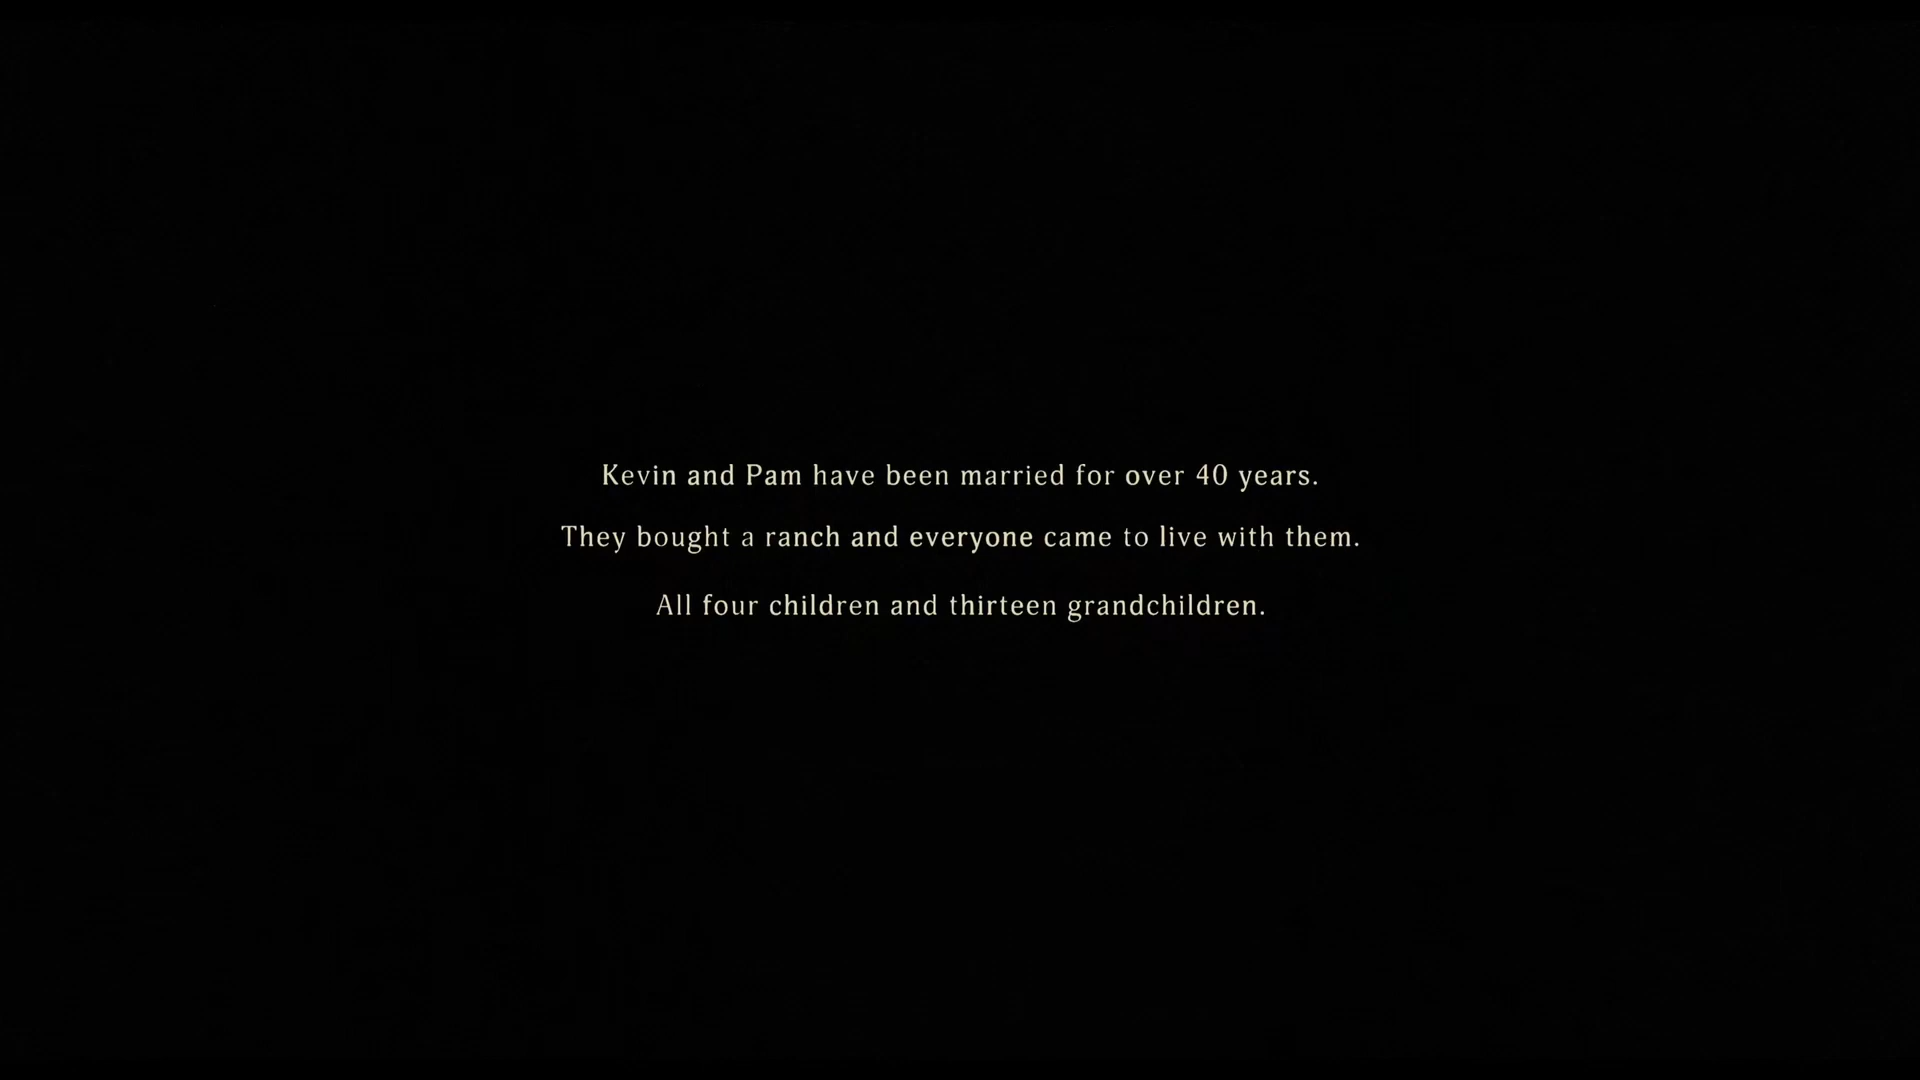 Kevin and Pam have been married for over 40 years.
They bought a ranch and everyone came to live with them.
All four children and thirteen grandchildren.